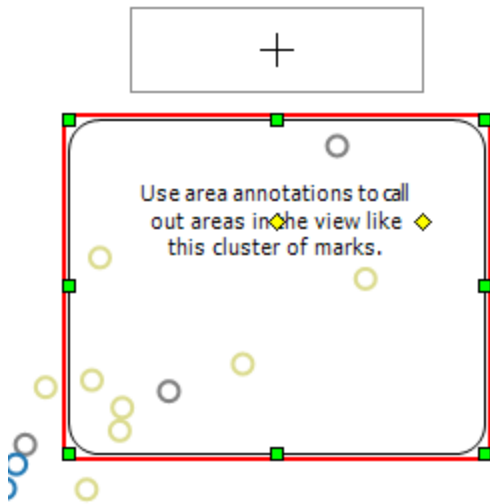 Use area annotations to call
out areas in the view like
this cluster of marks.